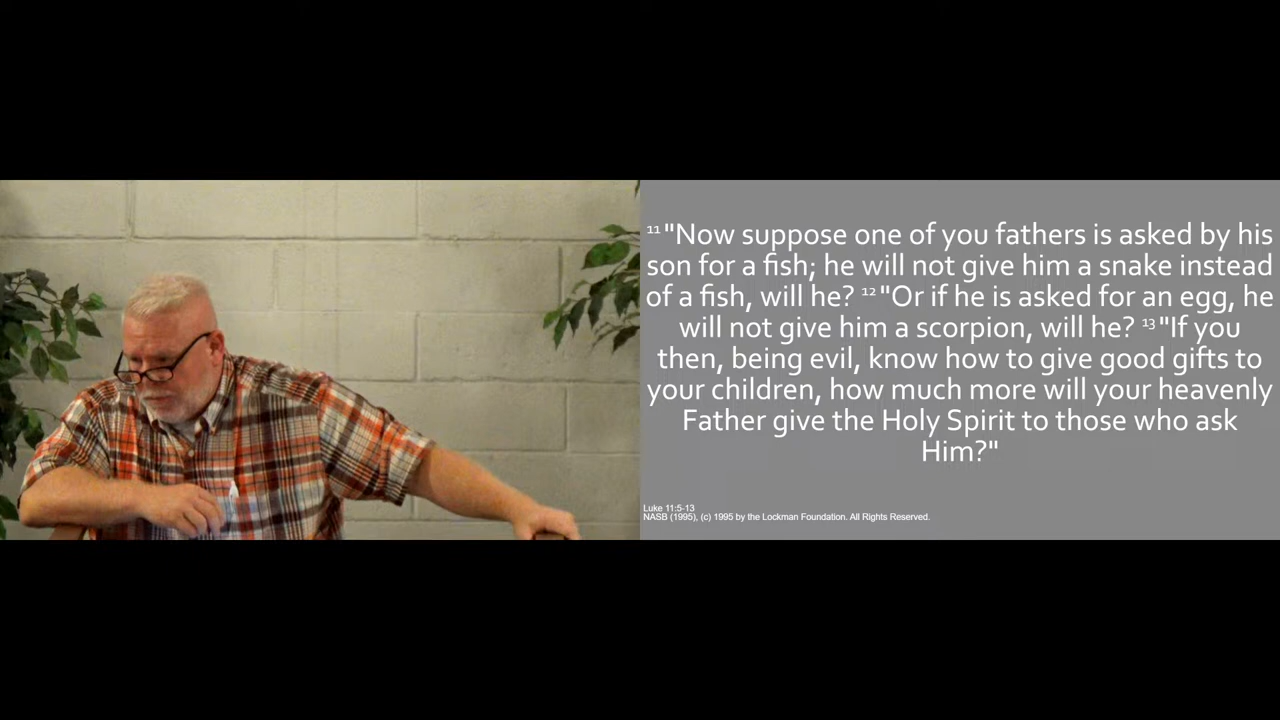 11 "Now suppose one of you fathers is asked by his
son for a fish; he will not give him a snake instead
of a fish, will he? 12 "Or if he is asked for an egg, he
will not give him a scorpion, will he? 13 "If you
then, being evil, know how to give good gifts to
your children, how much more will your heavenly
Father give the Holy Spirit to those who ask
Him?"
Luke 11:5-13
NASB (1995), (c) 1995 by the Lockman Foundation. All Rights Reserved.